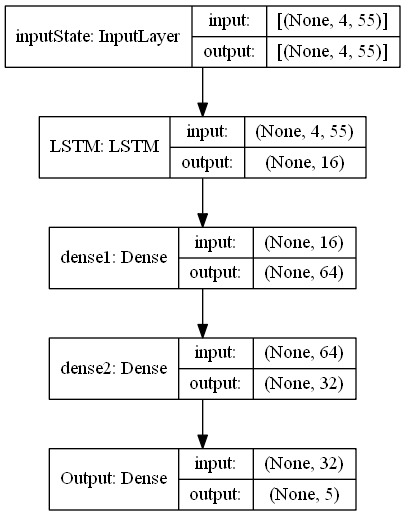 inputState: InputLayer
input: [(None, 4, 55)]
output: [(None, 4, 55)]
LSTM: LSTM
input: (None, 4, 55)
output: (None, 16)
dense1: Dense
input: (None, 16)
output: (None, 64)
dense2: Dense
input: (None, 64)
output: (None, 32)
Output: Dense
input: (None, 32)
output: (None, 5)